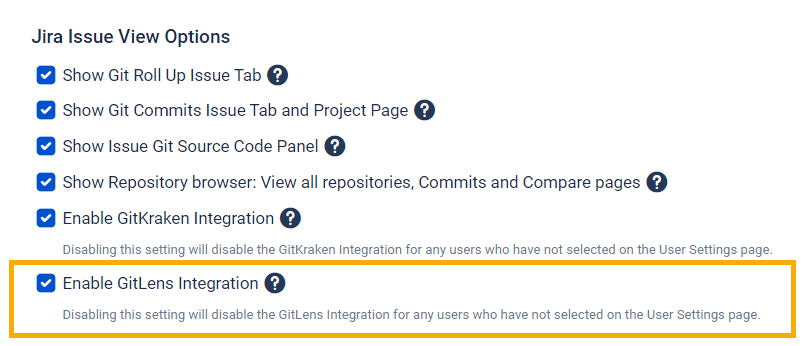 Jira Issue View Options
Show Git Roll Up Issue Tab ?
Show Git Commits Issue Tab and Project Page ?
Show Issue Git Source Code Panel ?
Show Repository browser: View all repositories, Commits and Compare pages ?
Enable GitKraken Integration ?
Disabling this setting will disable the GitKraken Integration for any users who have not selected on the User Settings page.
Enable GitLens Integration ?
Disabling this setting will disable the GitLens Integration for any users who have not selected on the User Settings page.